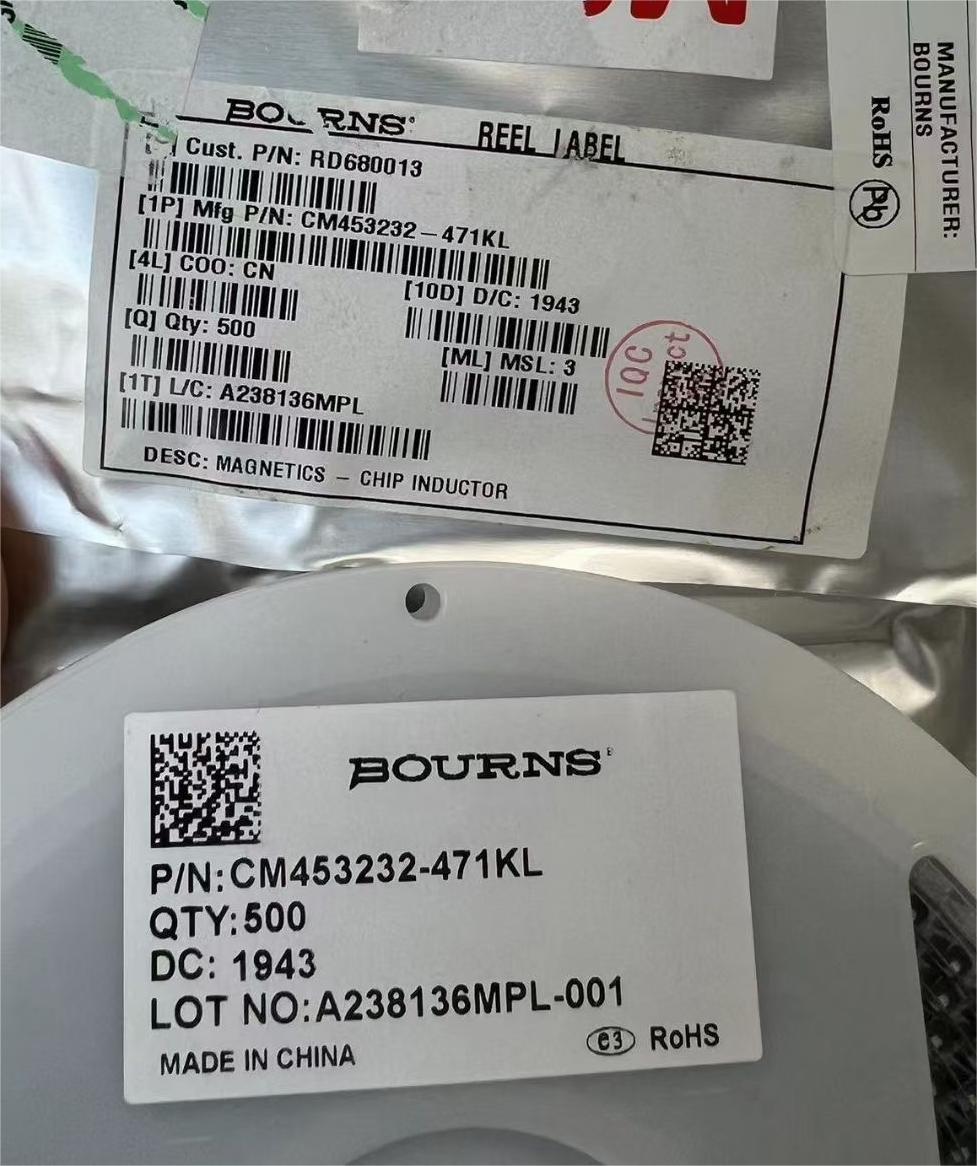 BOURNS
REEL LABEL
Cust. P/N: RD680013
[1P] Mfg P/N: CM453232-471KL
[4L] COO: CN
[10D] D/C: 1943
[Q] Qty: 500
[ML] MSL: 3
[1T] L/C: A238136MPL
DESC: MAGNETICS - CHIP INDUCTOR
IQC
MANUFACTURER:
BOURNS
RoHS
Pb
BOURNS
P/N:CM453232-471KL
QTY:500
DC: 1943
LOT NO:A238136MPL-001
MADE IN CHINA
e3 RoHS